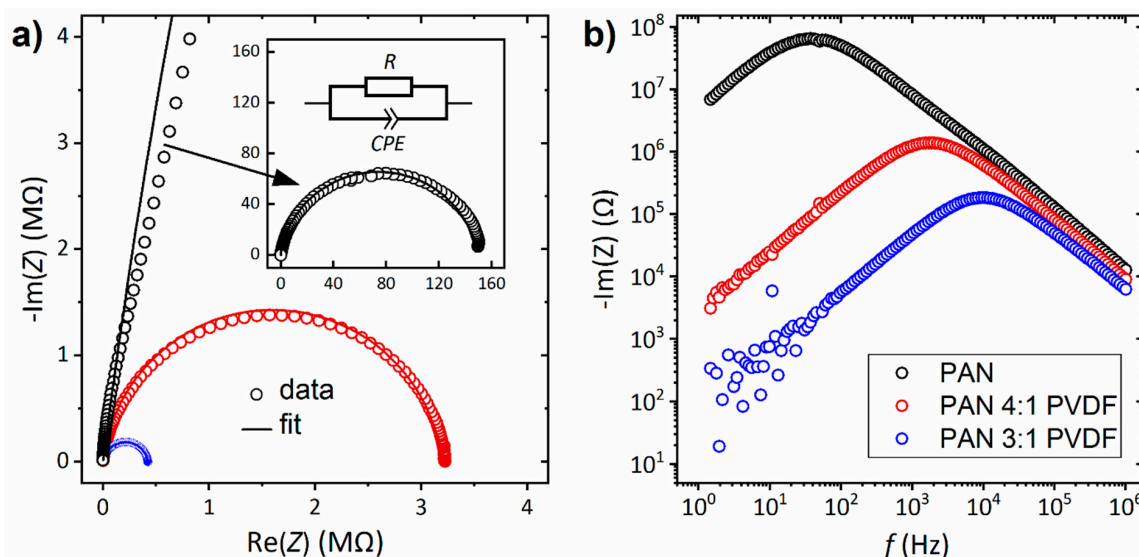 a)
4
3
2
1
0
-Im(Z) (MΩ)
0 1 2 3 4
Re(Z) (MΩ)
160
120
80
40
0
0 40 80 120 160
R
CPE
data
fit
b)
10⁸
10⁷
10⁶
10⁵
10⁴
10³
10²
10¹
-Im(Z) (Ω)
10⁰ 10¹ 10² 10³ 10⁴ 10⁵ 10⁶
f (Hz)
PAN
PAN 4:1 PVDF
PAN 3:1 PVDF